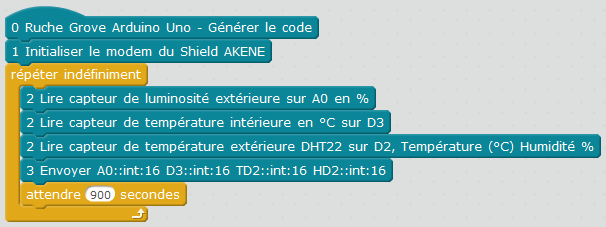 0 Ruche Grove Arduino Uno - Générer le code
1 Initialiser le modem du Shield AKENE
répéter indéfiniment
2 Lire capteur de luminosité extérieure sur A0 en %
2 Lire capteur de température intérieure en °C sur D3
2 Lire capteur de température extérieure DHT22 sur D2, Température (°C) Humidité %
3 Envoyer A0::int:16 D3::int:16 TD2::int:16 HD2::int:16
attendre 900 secondes